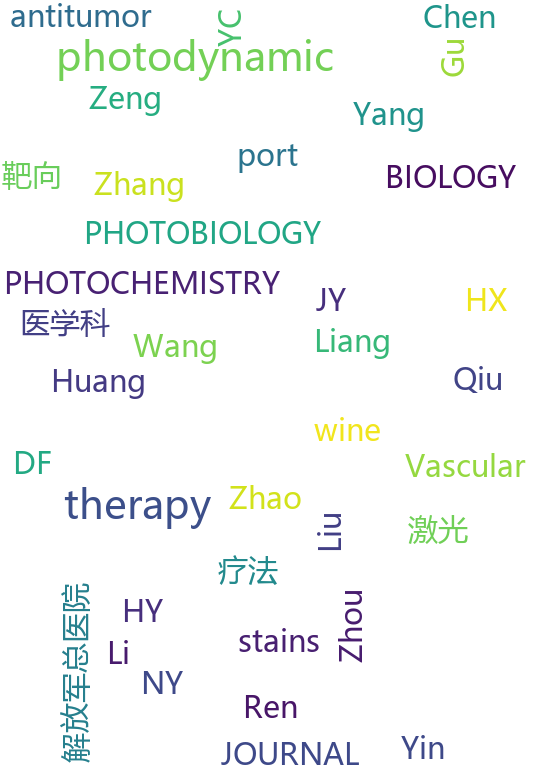 antitumor
YC
Chen
photodynamic
Gu
Zeng
Yang
port
靶向
Zhang
BIOLOGY
PHOTOBIOLOGY
PHOTOCHEMISTRY
JY
HX
医学科
Wang
Liang
Huang
Qiu
wine
DF
Vascular
therapy
Zhao
Liu
激光
疗法
解放军总医院
HY
Zhou
Li
stains
NY
Ren
JOURNAL
Yin